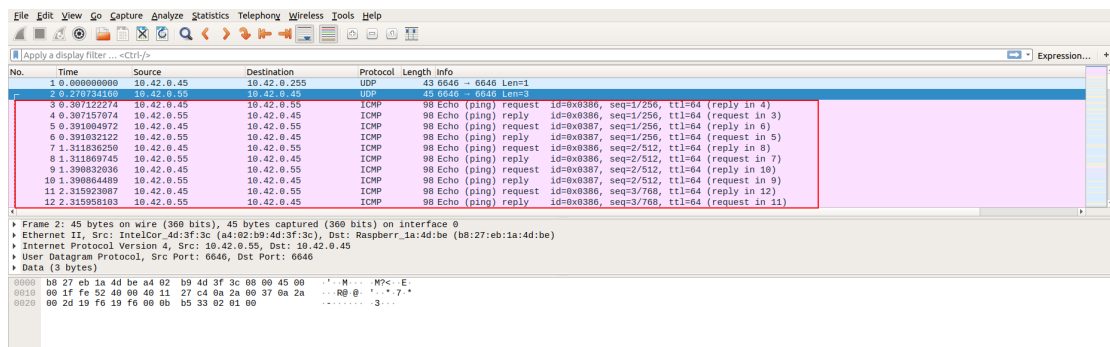 File Edit View Go Capture Analyze Statistics Telephony Wireless Tools Help
Apply a display filter ... <Ctrl-/> Expression... +
No. Time Source Destination Protocol Length Info
1 0.000000000 10.42.0.45 10.42.0.255 UDP 43 6646 → 6646 Len=1
2 0.270734160 10.42.0.55 10.42.0.45 UDP 45 6646 → 6646 Len=3
3 0.307122274 10.42.0.45 10.42.0.55 ICMP 98 Echo (ping) request id=0x0386, seq=1/256, ttl=64 (reply in 4)
4 0.307157074 10.42.0.55 10.42.0.45 ICMP 98 Echo (ping) reply id=0x0386, seq=1/256, ttl=64 (request in 3)
5 0.391004972 10.42.0.45 10.42.0.55 ICMP 98 Echo (ping) request id=0x0387, seq=1/256, ttl=64 (reply in 6)
6 0.391032122 10.42.0.55 10.42.0.45 ICMP 98 Echo (ping) reply id=0x0387, seq=1/256, ttl=64 (request in 5)
7 1.311836250 10.42.0.45 10.42.0.55 ICMP 98 Echo (ping) request id=0x0386, seq=2/512, ttl=64 (reply in 8)
8 1.311869745 10.42.0.55 10.42.0.45 ICMP 98 Echo (ping) reply id=0x0386, seq=2/512, ttl=64 (request in 7)
9 1.390832036 10.42.0.45 10.42.0.55 ICMP 98 Echo (ping) request id=0x0387, seq=2/512, ttl=64 (reply in 10)
10 1.390864489 10.42.0.55 10.42.0.45 ICMP 98 Echo (ping) reply id=0x0387, seq=2/512, ttl=64 (request in 9)
11 2.315923087 10.42.0.45 10.42.0.55 ICMP 98 Echo (ping) request id=0x0386, seq=3/768, ttl=64 (reply in 12)
12 2.315958103 10.42.0.55 10.42.0.45 ICMP 98 Echo (ping) reply id=0x0386, seq=3/768, ttl=64 (request in 11)
Frame 2: 45 bytes on wire (360 bits), 45 bytes captured (360 bits) on interface 0
Ethernet II, Src: IntelCor_4d:3f:3c (a4:02:b9:4d:3f:3c), Dst: Raspberr_1a:4d:be (b8:27:eb:1a:4d:be)
Internet Protocol Version 4, Src: 10.42.0.55, Dst: 10.42.0.45
User Datagram Protocol, Src Port: 6646, Dst Port: 6646
Data (3 bytes)
0000 b8 27 eb 1a 4d be a4 02 b9 4d 3f 3c 08 00 45 00 ·'··M··· ·M?<··E·
0010 00 1f fe 52 40 00 40 11 27 c4 0a 2a 00 37 0a 2a ···R@·@· '··*·7·*
0020 00 2d 19 f6 19 f6 00 0b b5 33 02 01 00 ·-······ ·3···